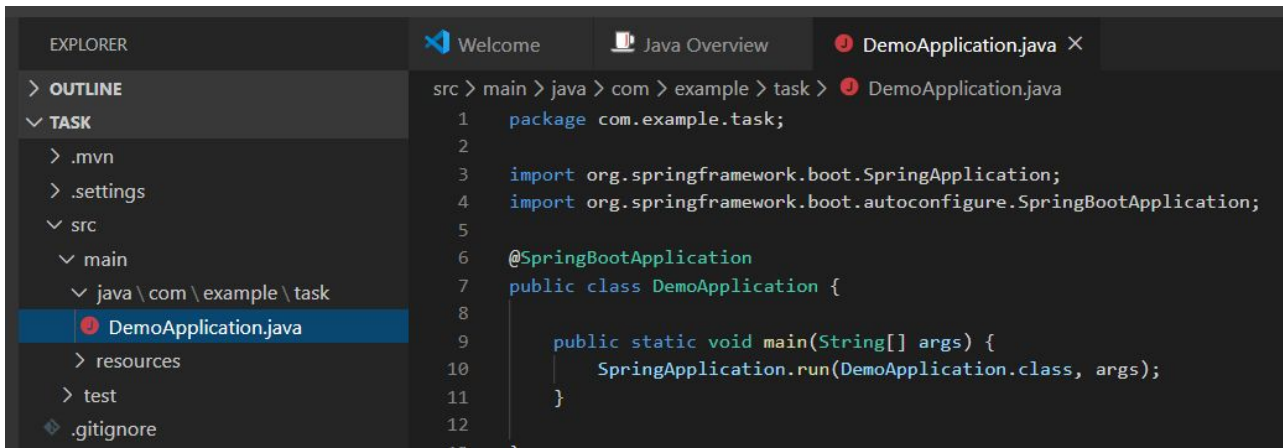 EXPLORER
OUTLINE
TASK
.mvn
.settings
src
main
java\com\example\task
DemoApplication.java
resources
test
.gitignore
Welcome Java Overview DemoApplication.java
src > main > java > com > example > task > DemoApplication.java
1 package com.example.task;
2
3 import org.springframework.boot.SpringApplication;
4 import org.springframework.boot.autoconfigure.SpringBootApplication;
5
6 @SpringBootApplication
7 public class DemoApplication {
8
9 public static void main(String[] args) {
10 SpringApplication.run(DemoApplication.class, args);
11 }
12